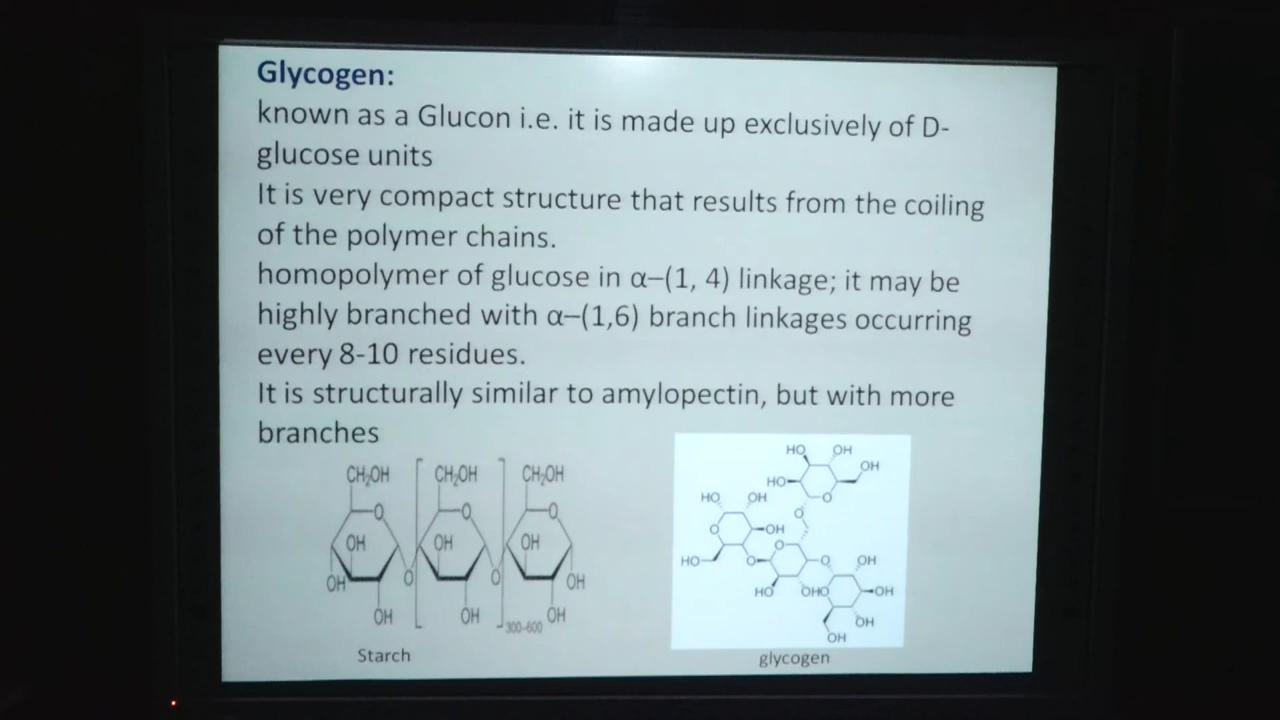 Glycogen:
known as a Glucon i.e. it is made up exclusively of D-
glucose units
It is very compact structure that results from the coiling
of the polymer chains.
homopolymer of glucose in α–(1, 4) linkage; it may be
highly branched with α–(1,6) branch linkages occurring
every 8-10 residues.
It is structurally similar to amylopectin, but with more
branches
CH₂OH CH₂OH CH₂OH
O O O
OH OH OH
OH O O OH
OH OH OH
300-600
Starch
HO OH
OH
HO
O
HO OH
O
O OH
O
HO O O OH
HO OHO OH
OH
OH
glycogen